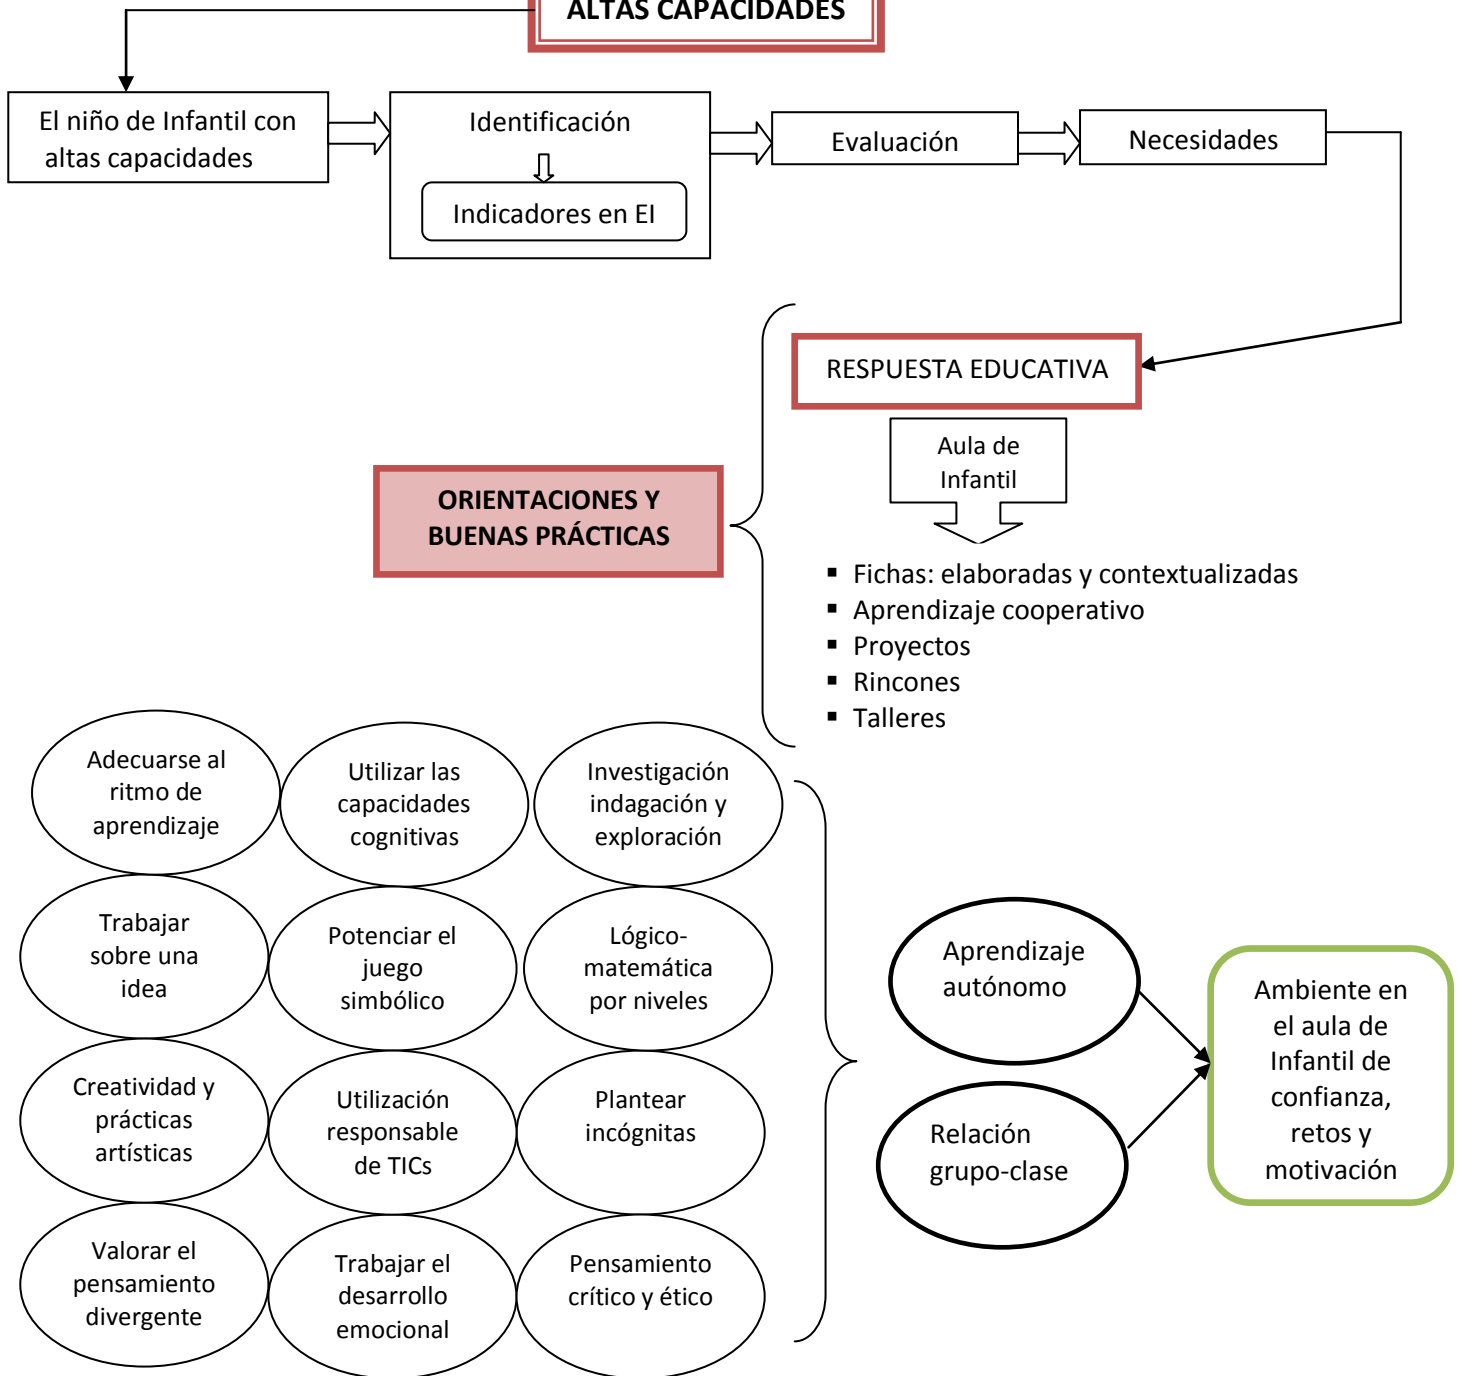 ALTAS CAPACIDADES
El niño de Infantil con
altas capacidades
Identificación
Indicadores en EI
Evaluación
Necesidades
RESPUESTA EDUCATIVA
Aula de
Infantil
ORIENTACIONES Y
BUENAS PRÁCTICAS
▪ Fichas: elaboradas y contextualizadas
▪ Aprendizaje cooperativo
▪ Proyectos
▪ Rincones
▪ Talleres
Adecuarse al
ritmo de
aprendizaje
Utilizar las
capacidades
cognitivas
Investigación
indagación y
exploración
Trabajar
sobre una
idea
Potenciar el
juego
simbólico
Lógico-
matemática
por niveles
Creatividad y
prácticas
artísticas
Utilización
responsable
de TICs
Plantear
incógnitas
Valorar el
pensamiento
divergente
Trabajar el
desarrollo
emocional
Pensamiento
crítico y ético
Aprendizaje
autónomo
Relación
grupo-clase
Ambiente en
el aula de
Infantil de
confianza,
retos y
motivación